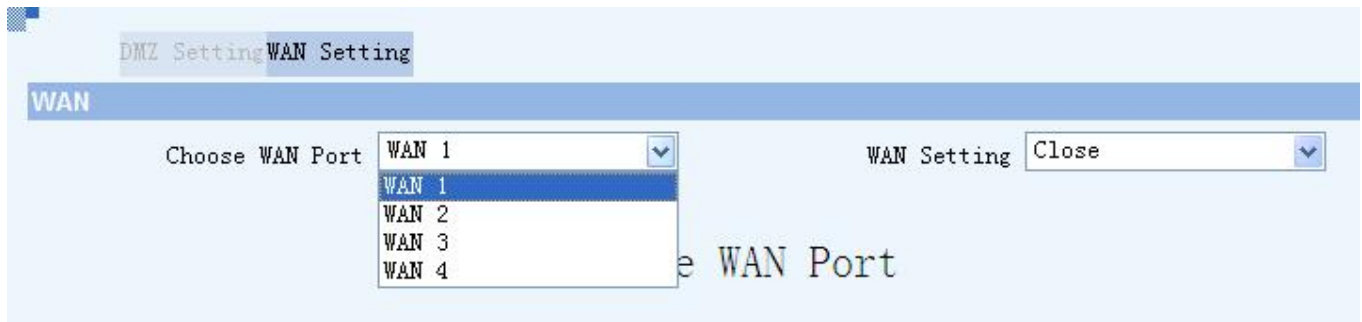 DMZ Setting WAN Setting
WAN
Choose WAN Port WAN 1 WAN Setting Close
WAN 1
WAN 2
WAN 3
WAN 4
e WAN Port